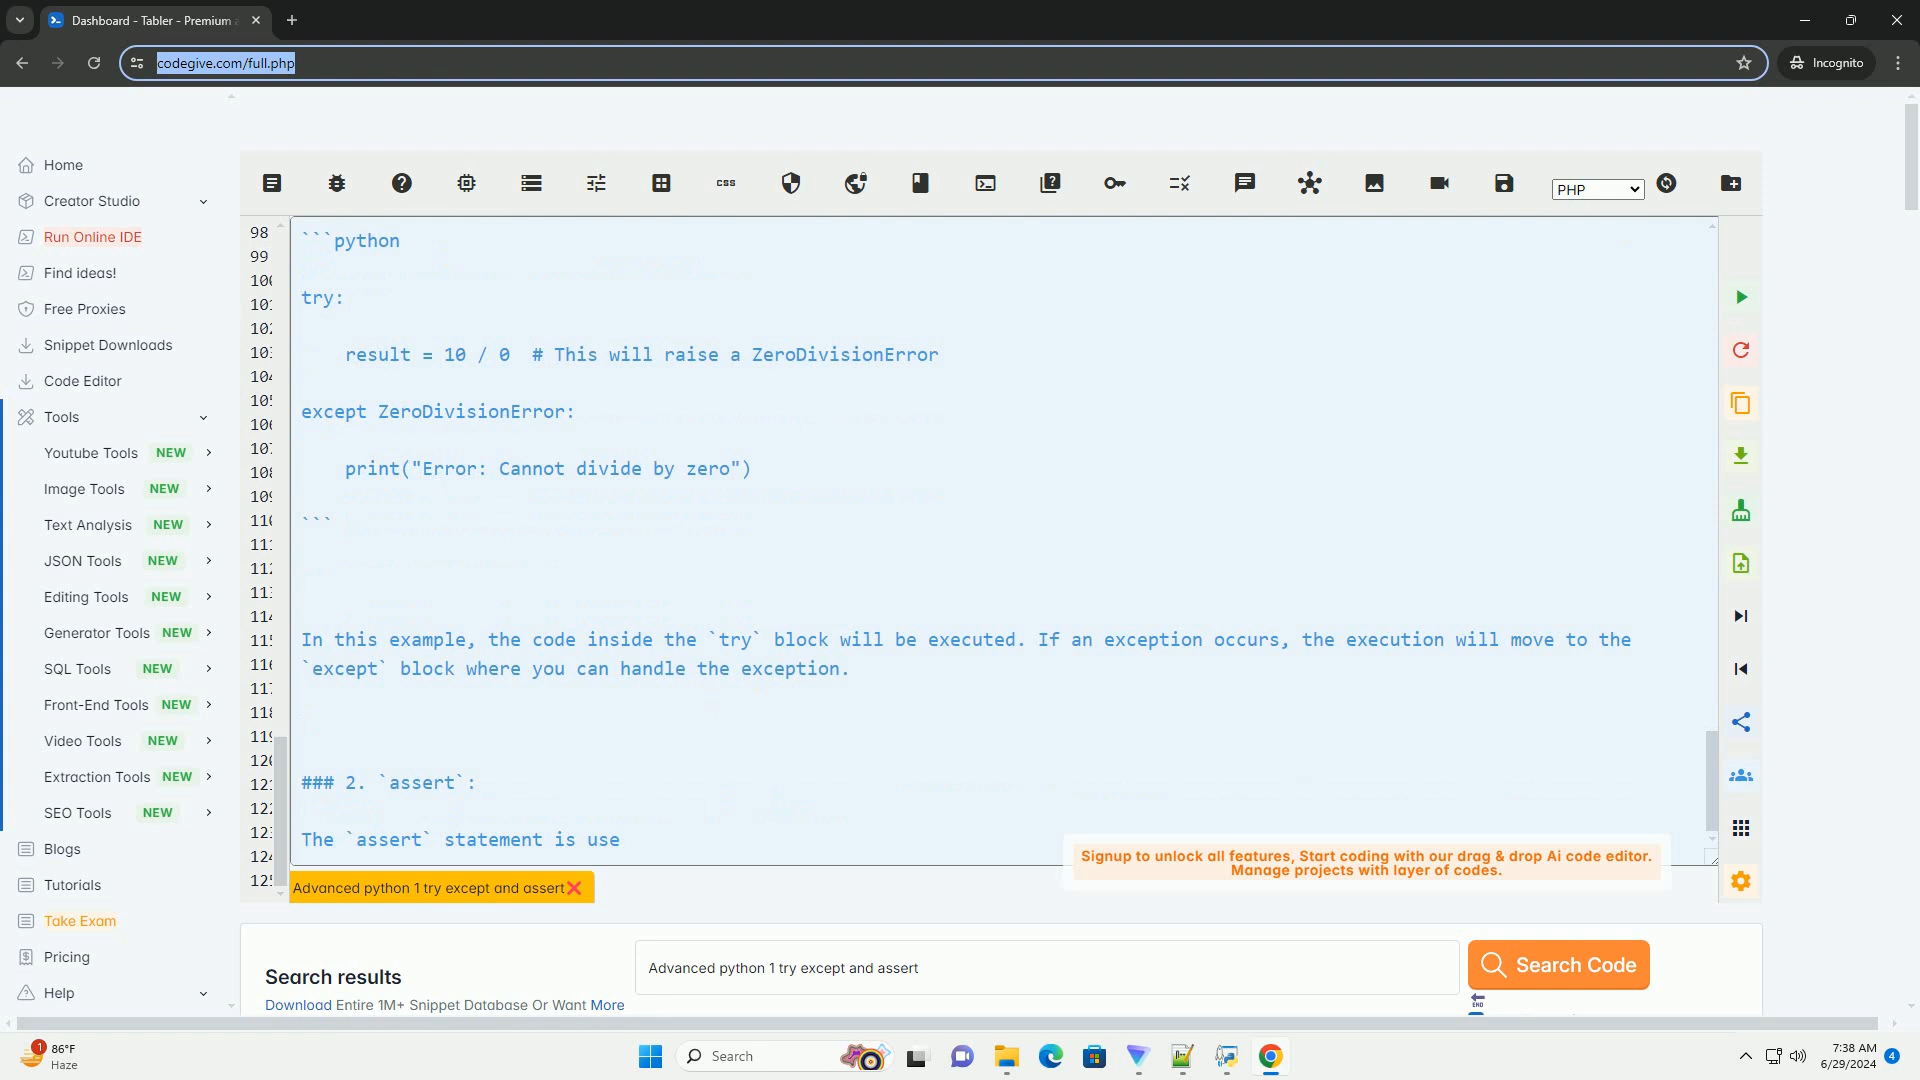 Dashboard - Tabler - Premium
codegive.com/full.php
Incognito
Home
Creator Studio
Run Online IDE
Find ideas!
Free Proxies
Snippet Downloads
Code Editor
Tools
Youtube Tools NEW
Image Tools NEW
Text Analysis NEW
JSON Tools NEW
Editing Tools NEW
Generator Tools NEW
SQL Tools NEW
Front-End Tools NEW
Video Tools NEW
Extraction Tools NEW
SEO Tools NEW
Blogs
Tutorials
Take Exam
Pricing
Help
css
PHP
98
99
```python
try:
    result = 10 / 0  # This will raise a ZeroDivisionError
except ZeroDivisionError:
    print("Error: Cannot divide by zero")
```
In this example, the code inside the `try` block will be executed. If an exception occurs, the execution will move to the
`except` block where you can handle the exception.
### 2. `assert`:
The `assert` statement is use
Signup to unlock all features, Start coding with our drag & drop Ai code editor.
Manage projects with layer of codes.
Advanced python 1 try except and assert
Search results
Download Entire 1M+ Snippet Database Or Want More
Advanced python 1 try except and assert
Search Code
END
1
86°F
Haze
Search
7:38 AM
6/29/2024
4